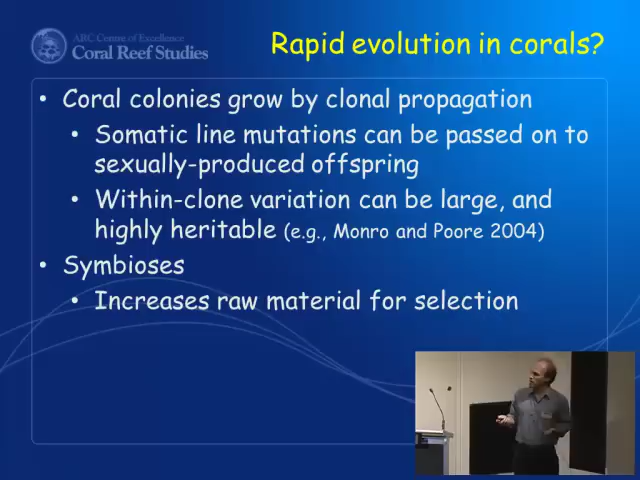 ARC Centre of Excellence
Coral Reef Studies
Rapid evolution in corals?
• Coral colonies grow by clonal propagation
• Somatic line mutations can be passed on to
sexually-produced offspring
• Within-clone variation can be large, and
highly heritable (e.g., Monro and Poore 2004)
• Symbioses
• Increases raw material for selection